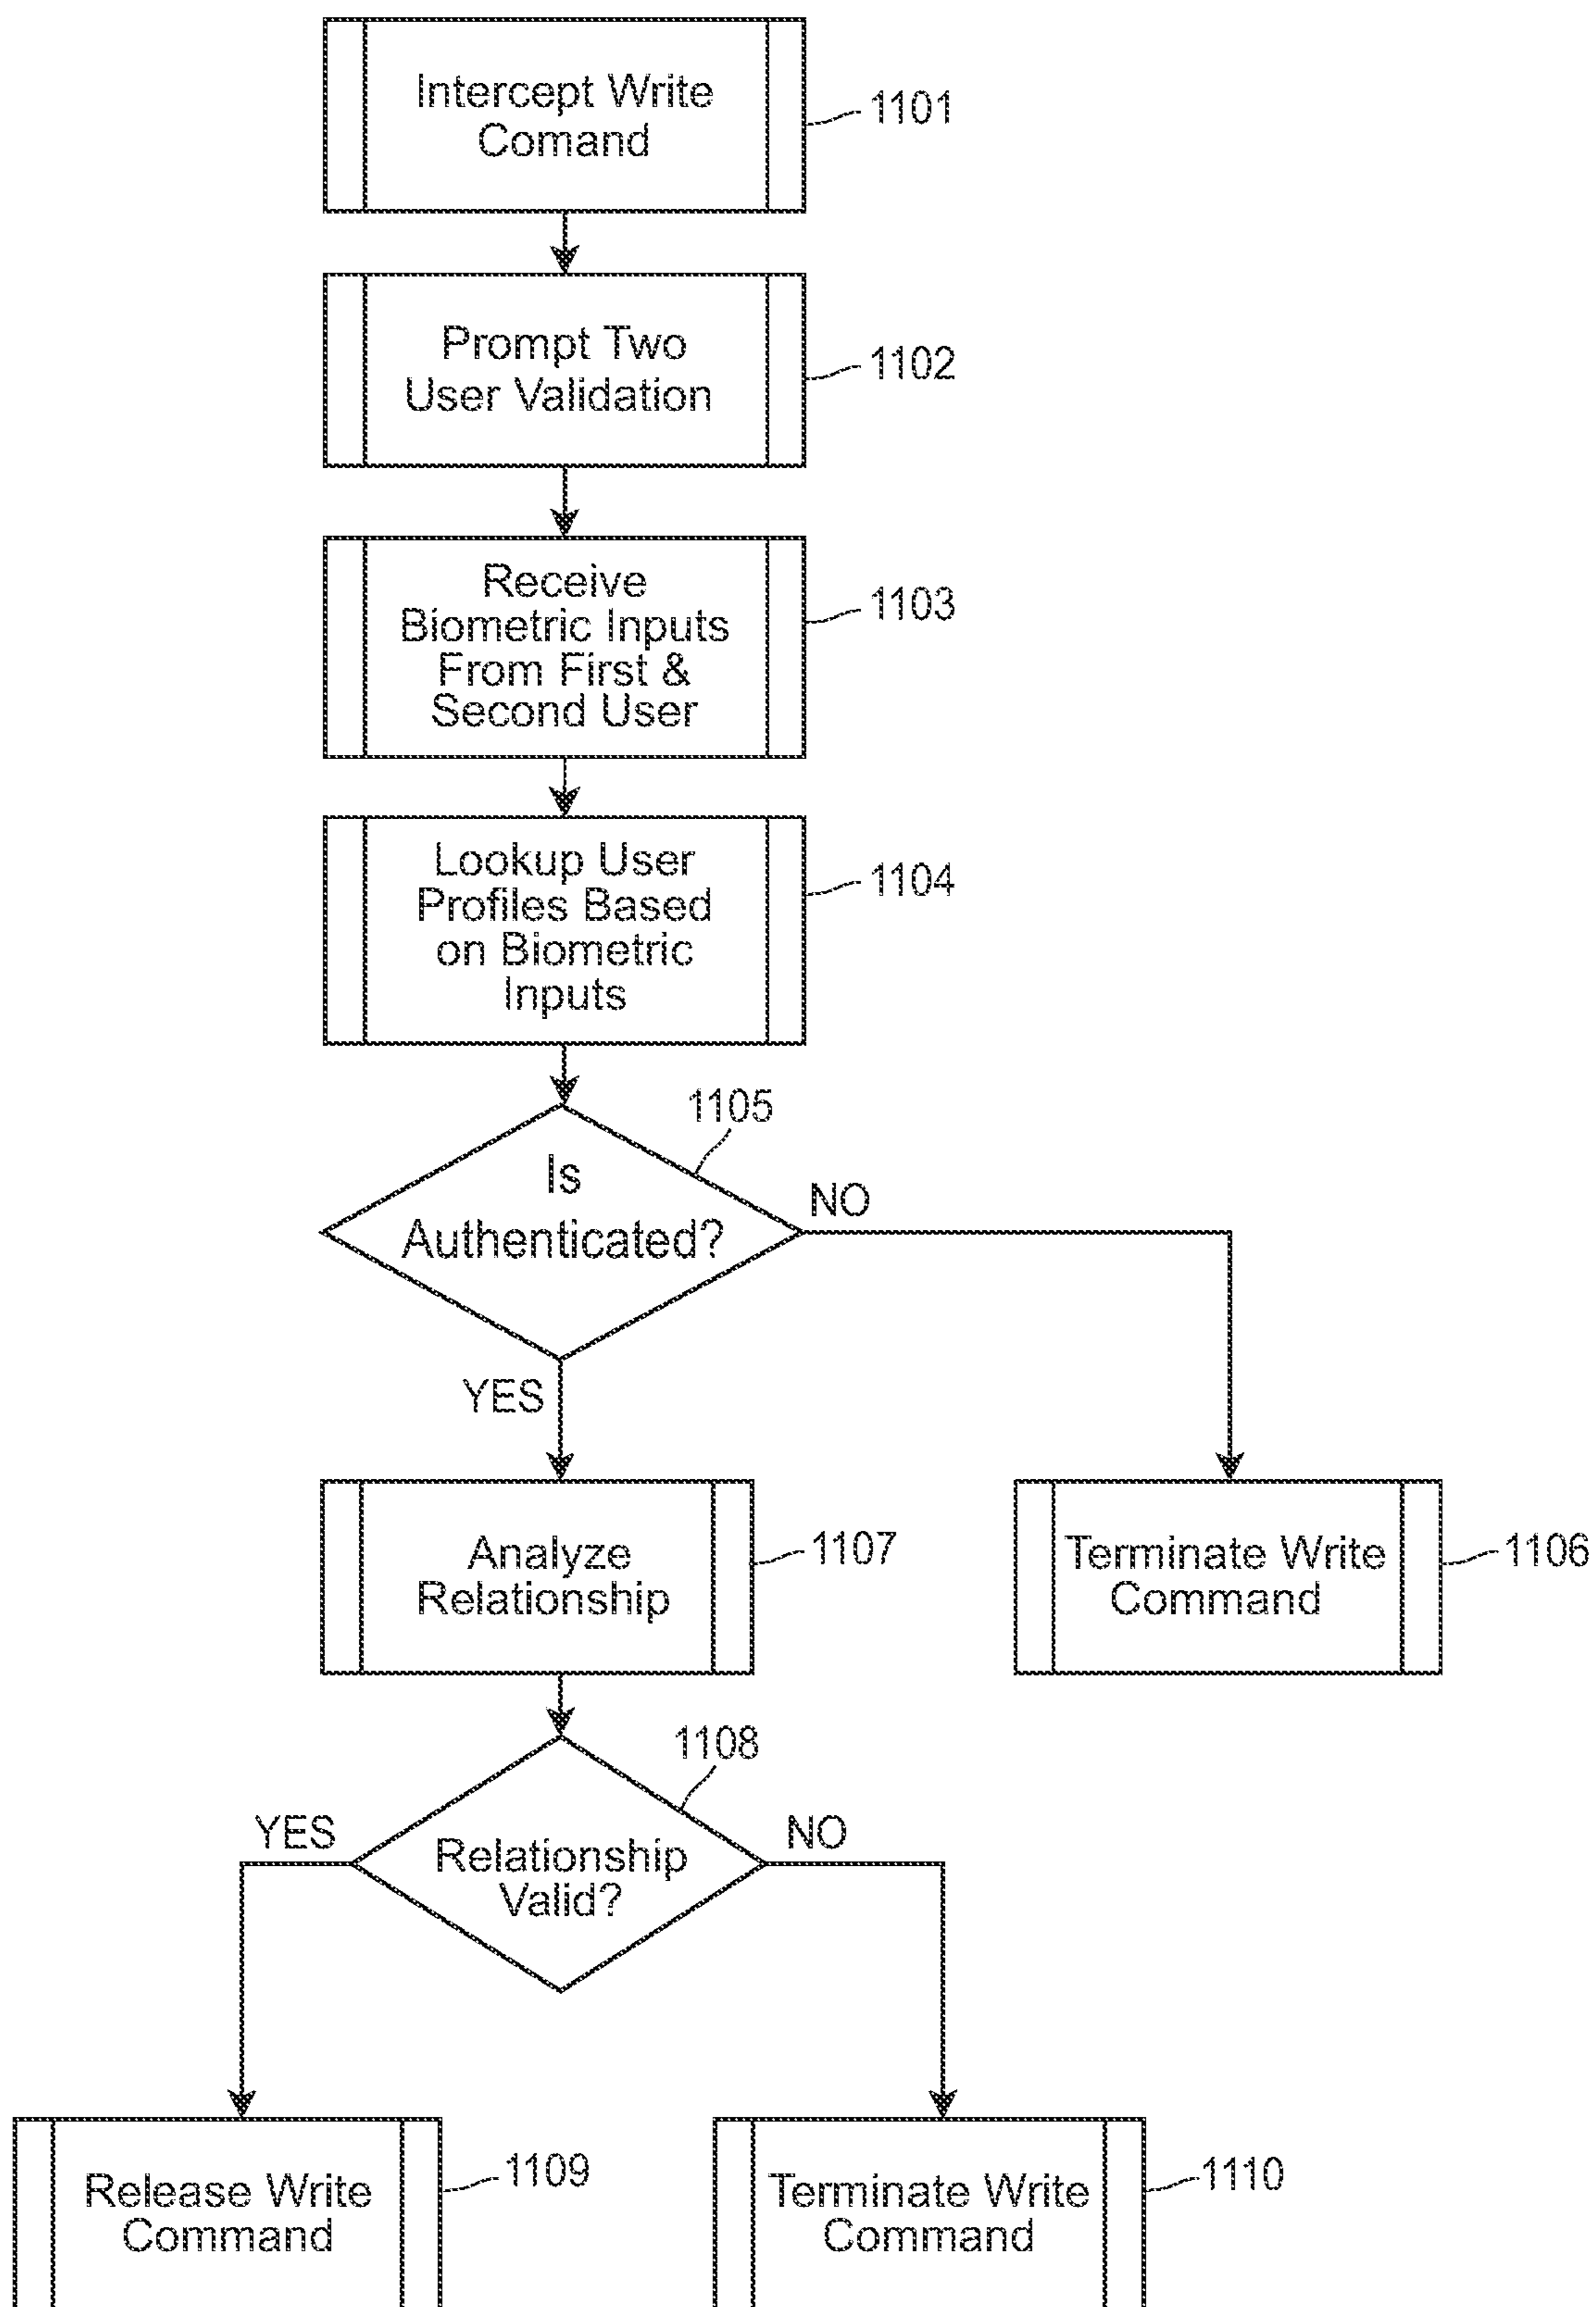 Intercept Write
Comand
1101
Prompt Two
User Validation
1102
Receive
Biometric Inputs
From First &
Second User
1103
Lookup User
Profiles Based
on Biometric
Inputs
1104
1105
Is
Authenticated?
NO
YES
Analyze
Relationship
1107
Terminate Write
Command
1106
1108
Relationship
Valid?
YES
NO
Release Write
Command
1109
Terminate Write
Command
1110